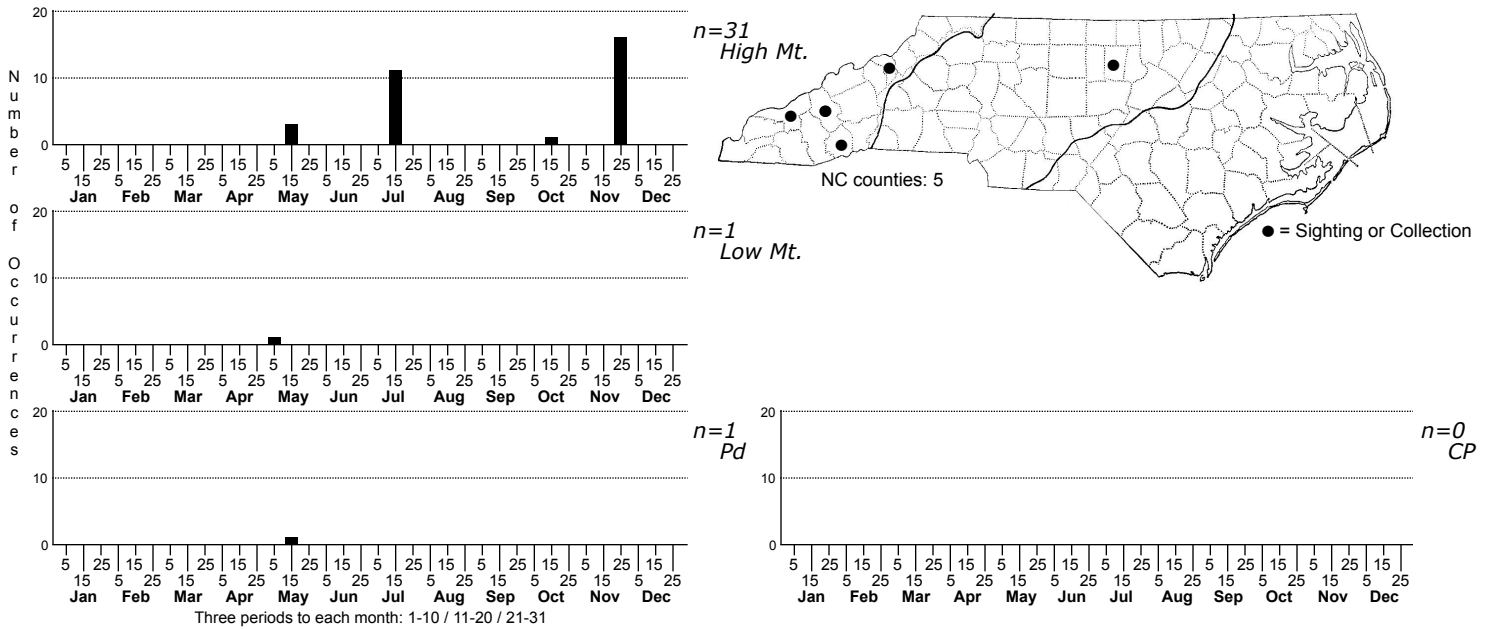 Number of Occurrences
20
10
0
5 25 15 5 25 15 5 25 15 5 25 15 5 25 15 5 25 15
15 5 25 15 5 25 15 5 25 15 5 25 15 5 25 15 5 25
Jan Feb Mar Apr May Jun Jul Aug Sep Oct Nov Dec
n=31
High Mt.
NC counties: 5
● = Sighting or Collection
20
10
0
5 25 15 5 25 15 5 25 15 5 25 15 5 25 15 5 25 15
15 5 25 15 5 25 15 5 25 15 5 25 15 5 25 15 5 25
Jan Feb Mar Apr May Jun Jul Aug Sep Oct Nov Dec
n=1
Low Mt.
20
10
0
5 25 15 5 25 15 5 25 15 5 25 15 5 25 15 5 25 15
15 5 25 15 5 25 15 5 25 15 5 25 15 5 25 15 5 25
Jan Feb Mar Apr May Jun Jul Aug Sep Oct Nov Dec
n=1
Pd
20
10
0
5 25 15 5 25 15 5 25 15 5 25 15 5 25 15 5 25 15
15 5 25 15 5 25 15 5 25 15 5 25 15 5 25 15 5 25
Jan Feb Mar Apr May Jun Jul Aug Sep Oct Nov Dec
n=0
CP
Three periods to each month: 1-10 / 11-20 / 21-31